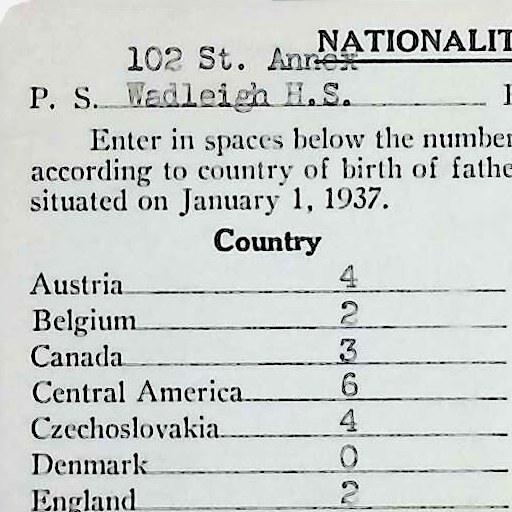 NATIONALIT
102 St. Annex
P. S. Wadleigh H.S.
Enter in spaces below the number
according to country of birth of fathe
situated on January 1, 1937.
Country
Austria 4
Belgium 2
Canada 3
Central America 6
Czechoslovakia 4
Denmark 0
England 2